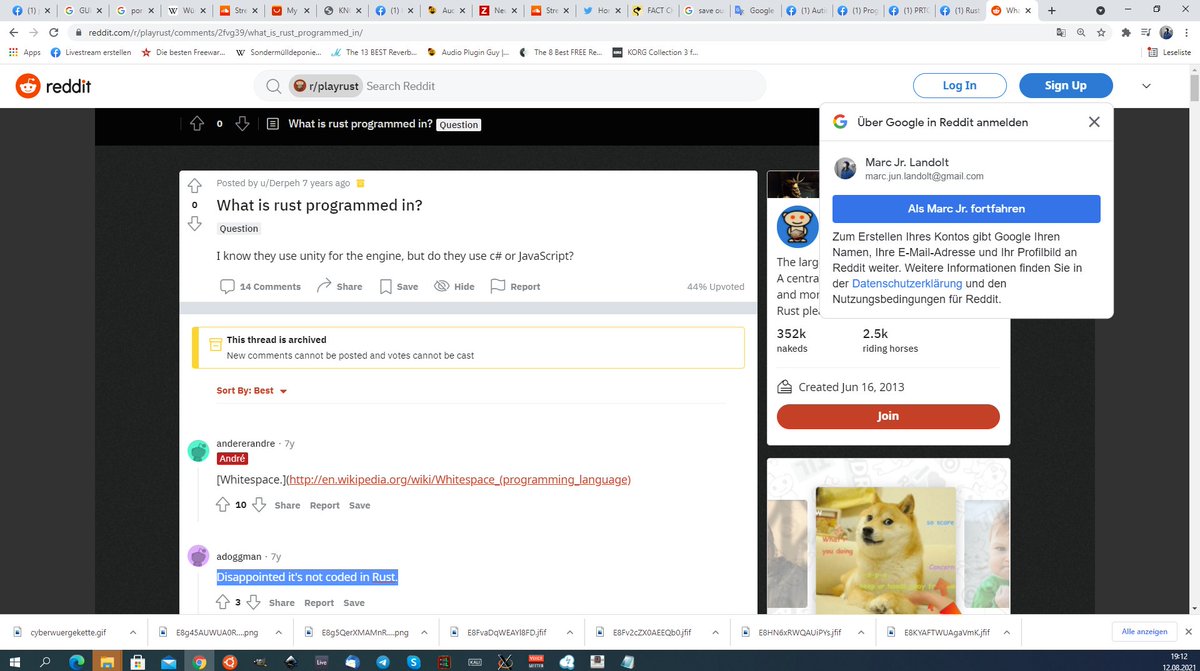 (1)
GU
por
Wü
Stre
My
KN
(1)
Auc
Nev
Stre
Hor
FACT C
save ou
Google
(1) Auti
(1) Prog
(1) PRTC
(1) Rust
Wha
reddit.com/r/playrust/comments/2fvg39/what_is_rust_programmed_in/
Apps
Livestream erstellen
Die besten Freewar...
Sondermülldeponie...
The 13 BEST Reverb...
Audio Plugin Guy |...
The 8 Best FREE Re...
KORG Collection 3 f...
Leseliste
reddit
r/playrust
Search Reddit
Log In
Sign Up
0
What is rust programmed in?
Question
Über Google in Reddit anmelden
Marc Jr. Landolt
marc.jun.landolt@gmail.com
Als Marc Jr. fortfahren
Zum Erstellen Ihres Kontos gibt Google Ihren
Namen, Ihre E-Mail-Adresse und Ihr Profilbild an
Reddit weiter. Weitere Informationen finden Sie in
der Datenschutzerklärung und den
Nutzungsbedingungen für Reddit.
Posted by u/Derpeh 7 years ago
0
What is rust programmed in?
Question
I know they use unity for the engine, but do they use c# or JavaScript?
14 Comments
Share
Save
Hide
Report
44% Upvoted
This thread is archived
New comments cannot be posted and votes cannot be cast
Sort By: Best
andererandre · 7y
André
[Whitespace.](http://en.wikipedia.org/wiki/Whitespace_(programming_language)
10
Share
Report
Save
adoggman · 7y
Disappointed it's not coded in Rust.
3
Share
Report
Save
The larg
A centra
and mor
Rust plea
352k
nakeds
2.5k
riding horses
Created Jun 16, 2013
Join
so scare
What r
you doing
Concern
cyberwuergekette.gif
E8g45AUWUA0R....png
E8g5QerXMAMnR....png
E8FvaDqWEAYl8FD.jfif
E8Fv2cZX0AEEQb0.jfif
E8HN6xRWQAUiPYs.jfif
E8KYAFTWUAgaVmK.jfif
Alle anzeigen
Live
19:12
12.08.2021